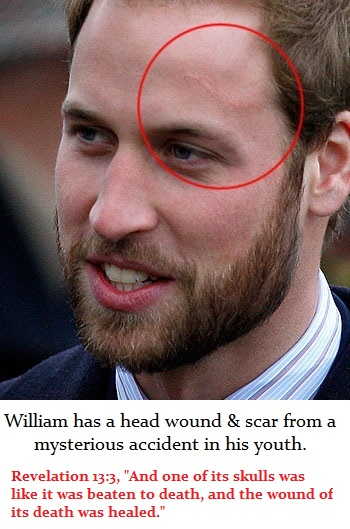 William has a head wound & scar from a
mysterious accident in his youth.
Revelation 13:3, "And one of its skulls was
like it was beaten to death, and the wound of
its death was healed."